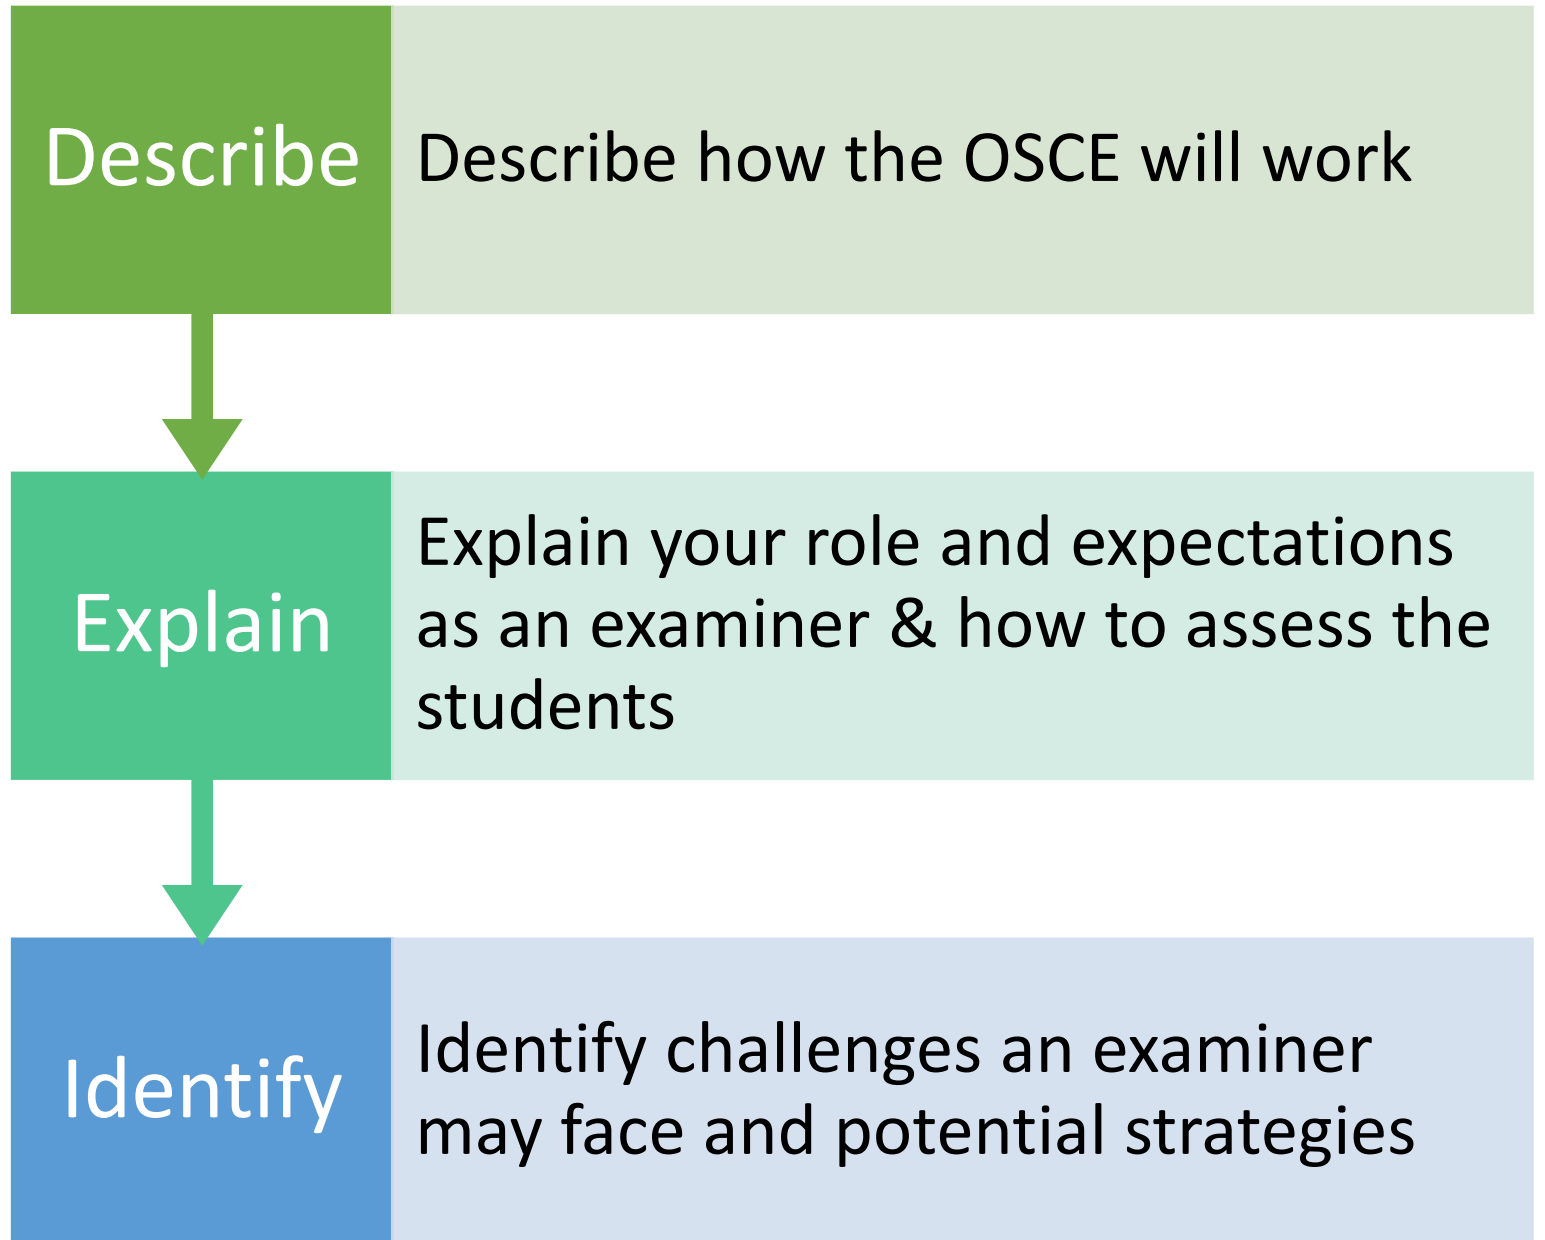 Describe
Describe how the OSCE will work
Explain
Explain your role and expectations
as an examiner & how to assess the
students
Identify
Identify challenges an examiner
may face and potential strategies